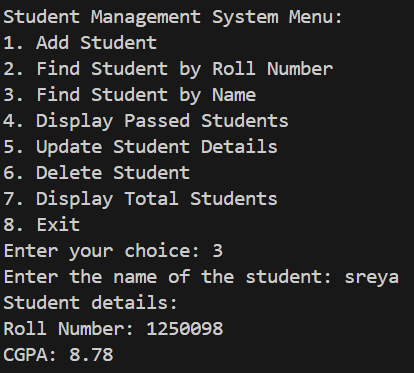 Student Management System Menu:
1. Add Student
2. Find Student by Roll Number
3. Find Student by Name
4. Display Passed Students
5. Update Student Details
6. Delete Student
7. Display Total Students
8. Exit
Enter your choice: 3
Enter the name of the student: sreya
Student details:
Roll Number: 1250098
CGPA: 8.78